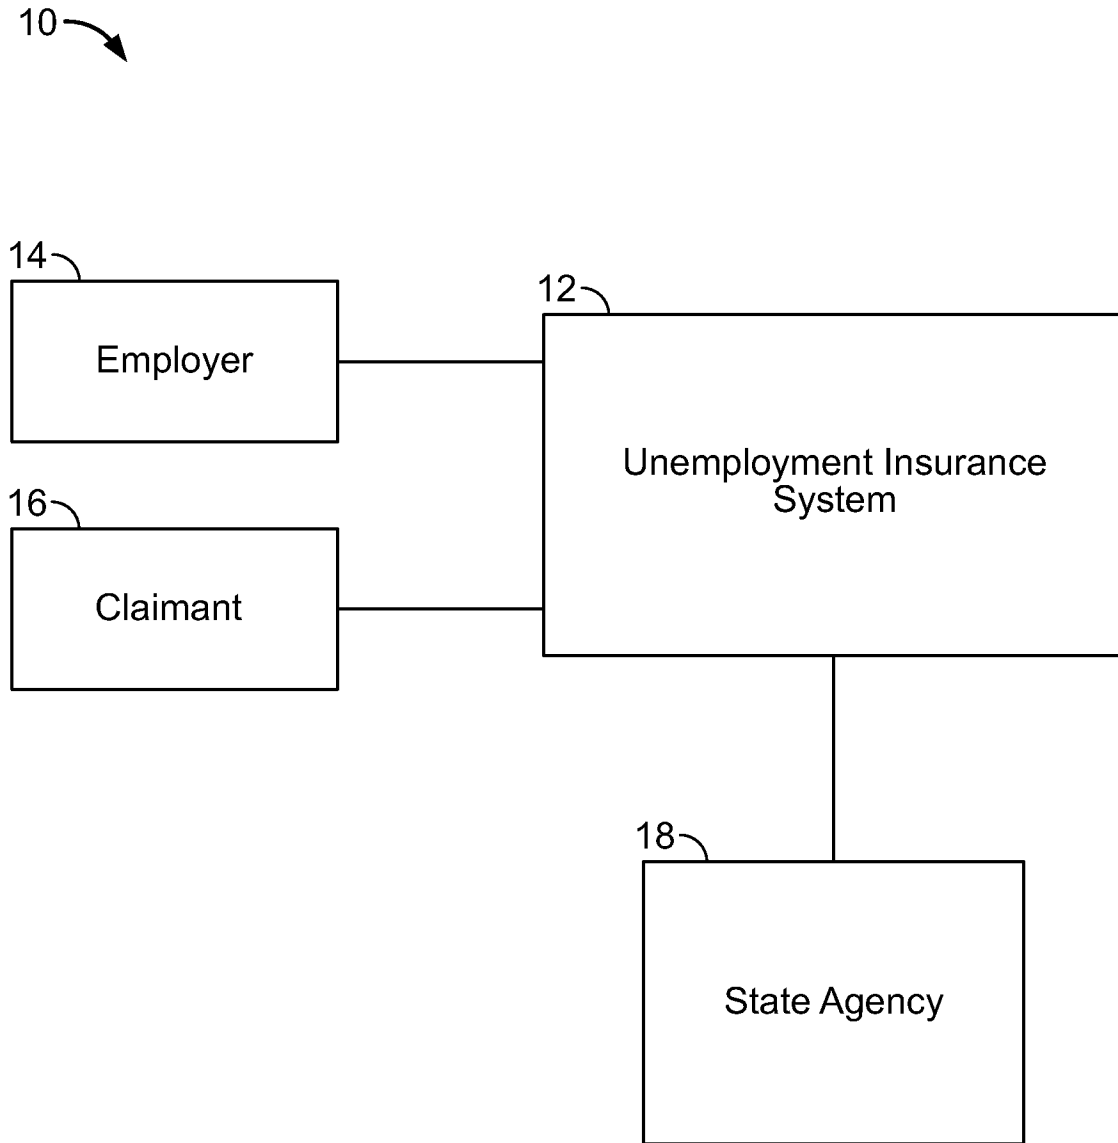 10
14
Employer
12
Unemployment Insurance
System
16
Claimant
18
State Agency